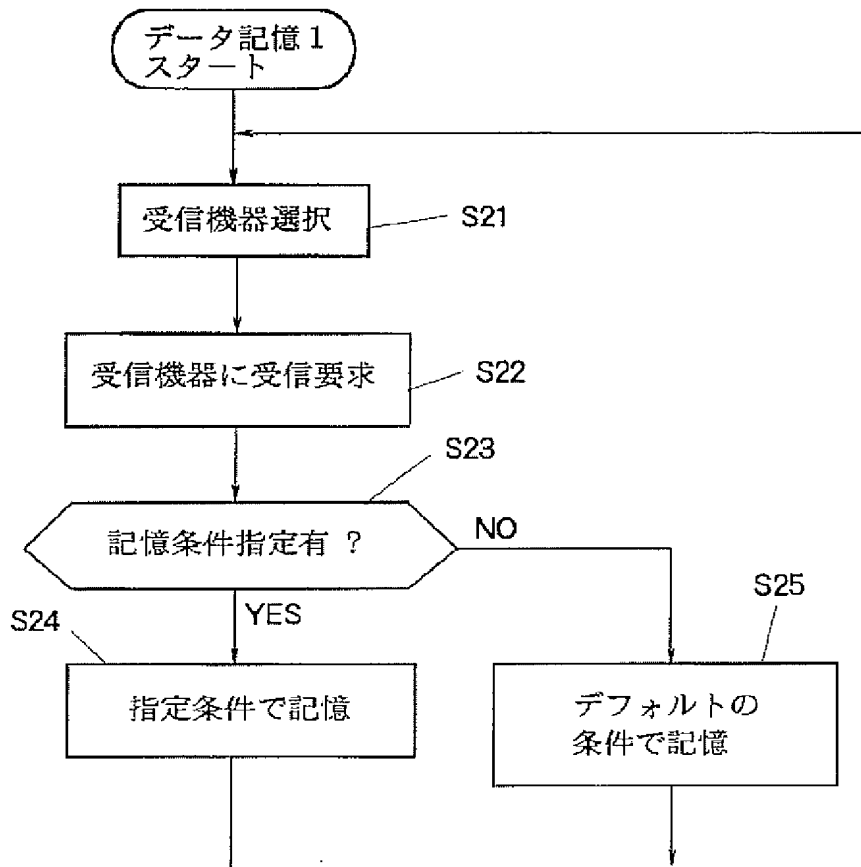 データ記憶1
スタート
受信機器選択
S21
受信機器に受信要求
S22
S23
記憶条件指定有 ?
NO
YES
S24
S25
指定条件で記憶
デフォルトの
条件で記憶